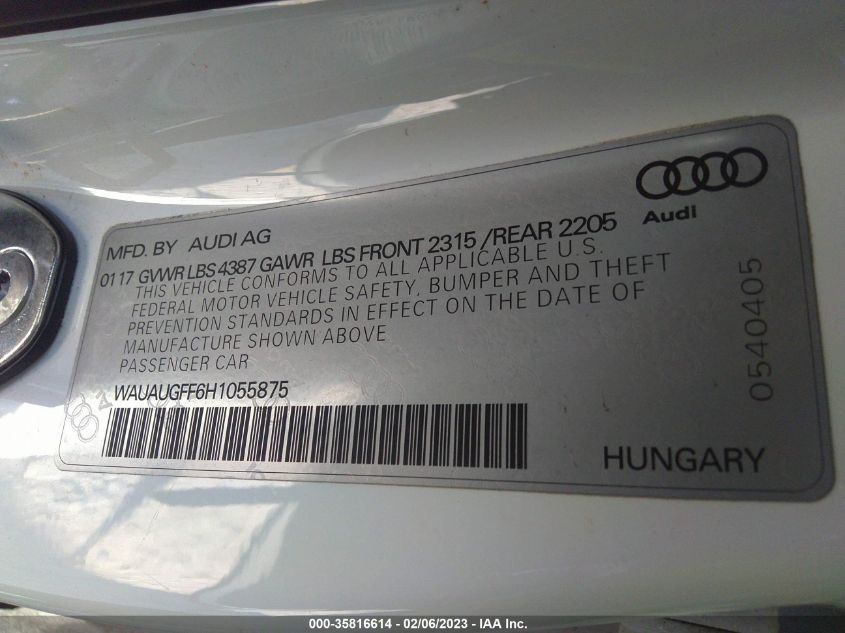 Audi
MFD. BY AUDI AG
01 17 GVWR LBS 4387 GAWR LBS FRONT 2315 /REAR 2205
THIS VEHICLE CONFORMS TO ALL APPLICABLE U.S.
FEDERAL MOTOR VEHICLE SAFETY, BUMPER AND THEFT
PREVENTION STANDARDS IN EFFECT ON THE DATE OF
MANUFACTURE SHOWN ABOVE
PASSENGER CAR
WAUAUGFF6H1055875
0540405
HUNGARY
000-35816614 - 02/06/2023 - IAA Inc.